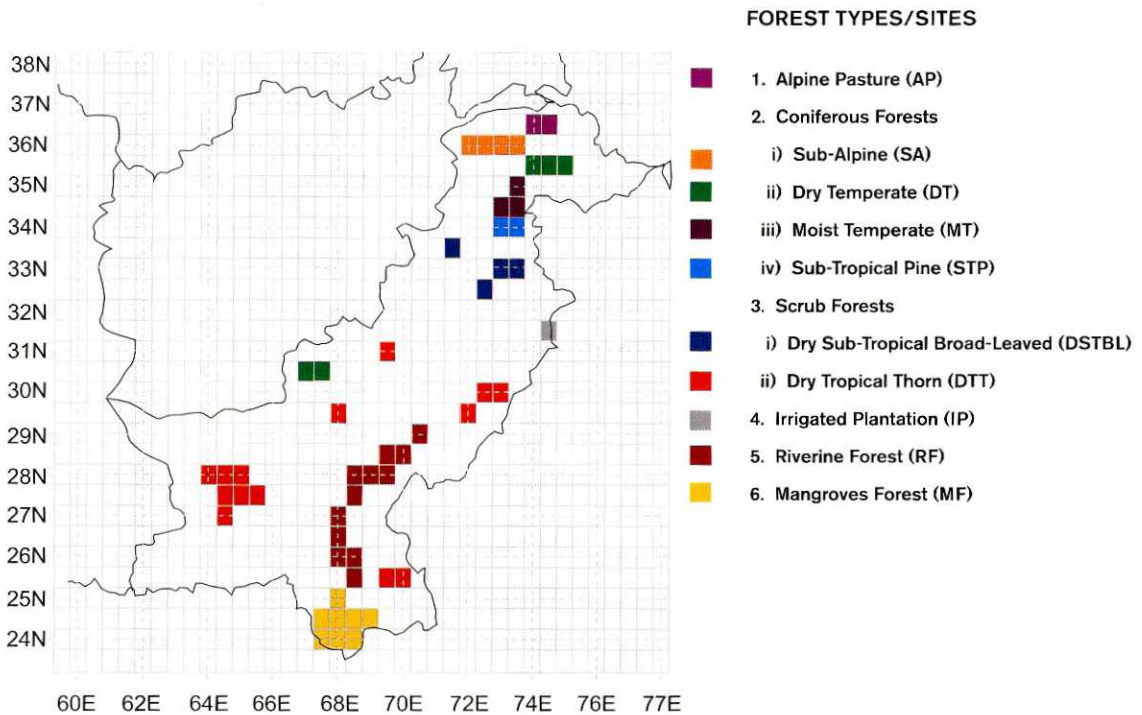 FOREST TYPES/SITES
1. Alpine Pasture (AP)
2. Coniferous Forests
i) Sub-Alpine (SA)
ii) Dry Temperate (DT)
iii) Moist Temperate (MT)
iv) Sub-Tropical Pine (STP)
3. Scrub Forests
i) Dry Sub-Tropical Broad-Leaved (DSTBL)
ii) Dry Tropical Thorn (DTT)
4. Irrigated Plantation (IP)
5. Riverine Forest (RF)
6. Mangroves Forest (MF)
38N
37N
36N
35N
34N
33N
32N
31N
30N
29N
28N
27N
26N
25N
24N
60E 62E 64E 66E 68E 70E 72E 74E 76E 77E